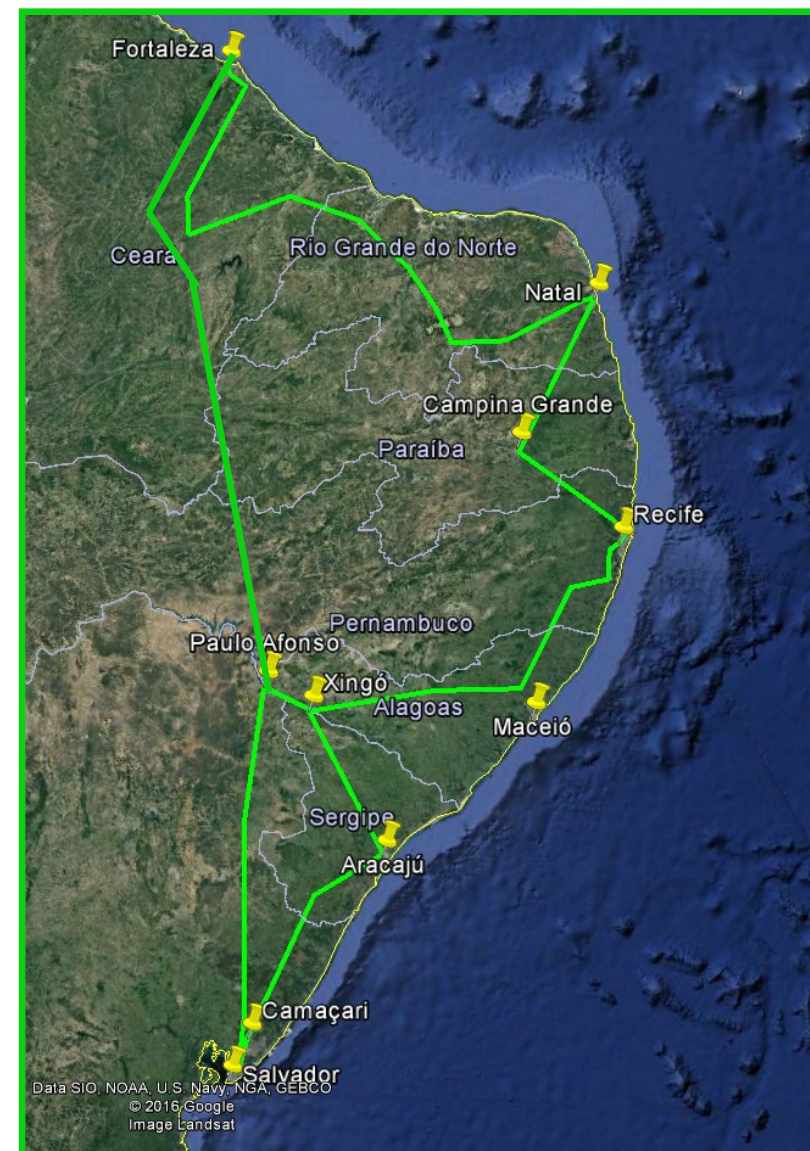 Fortaleza
Ceará
Rio Grande do Norte
Natal
Campina Grande
Paraíba
Recife
Pernambuco
Paulo Afonso
Xingó
Alagoas
Maceió
Sergipe
Aracajú
Camaçari
Salvador
Data SIO, NOAA, U.S. Navy, NGA, GEBCO
© 2016 Google
Image Landsat